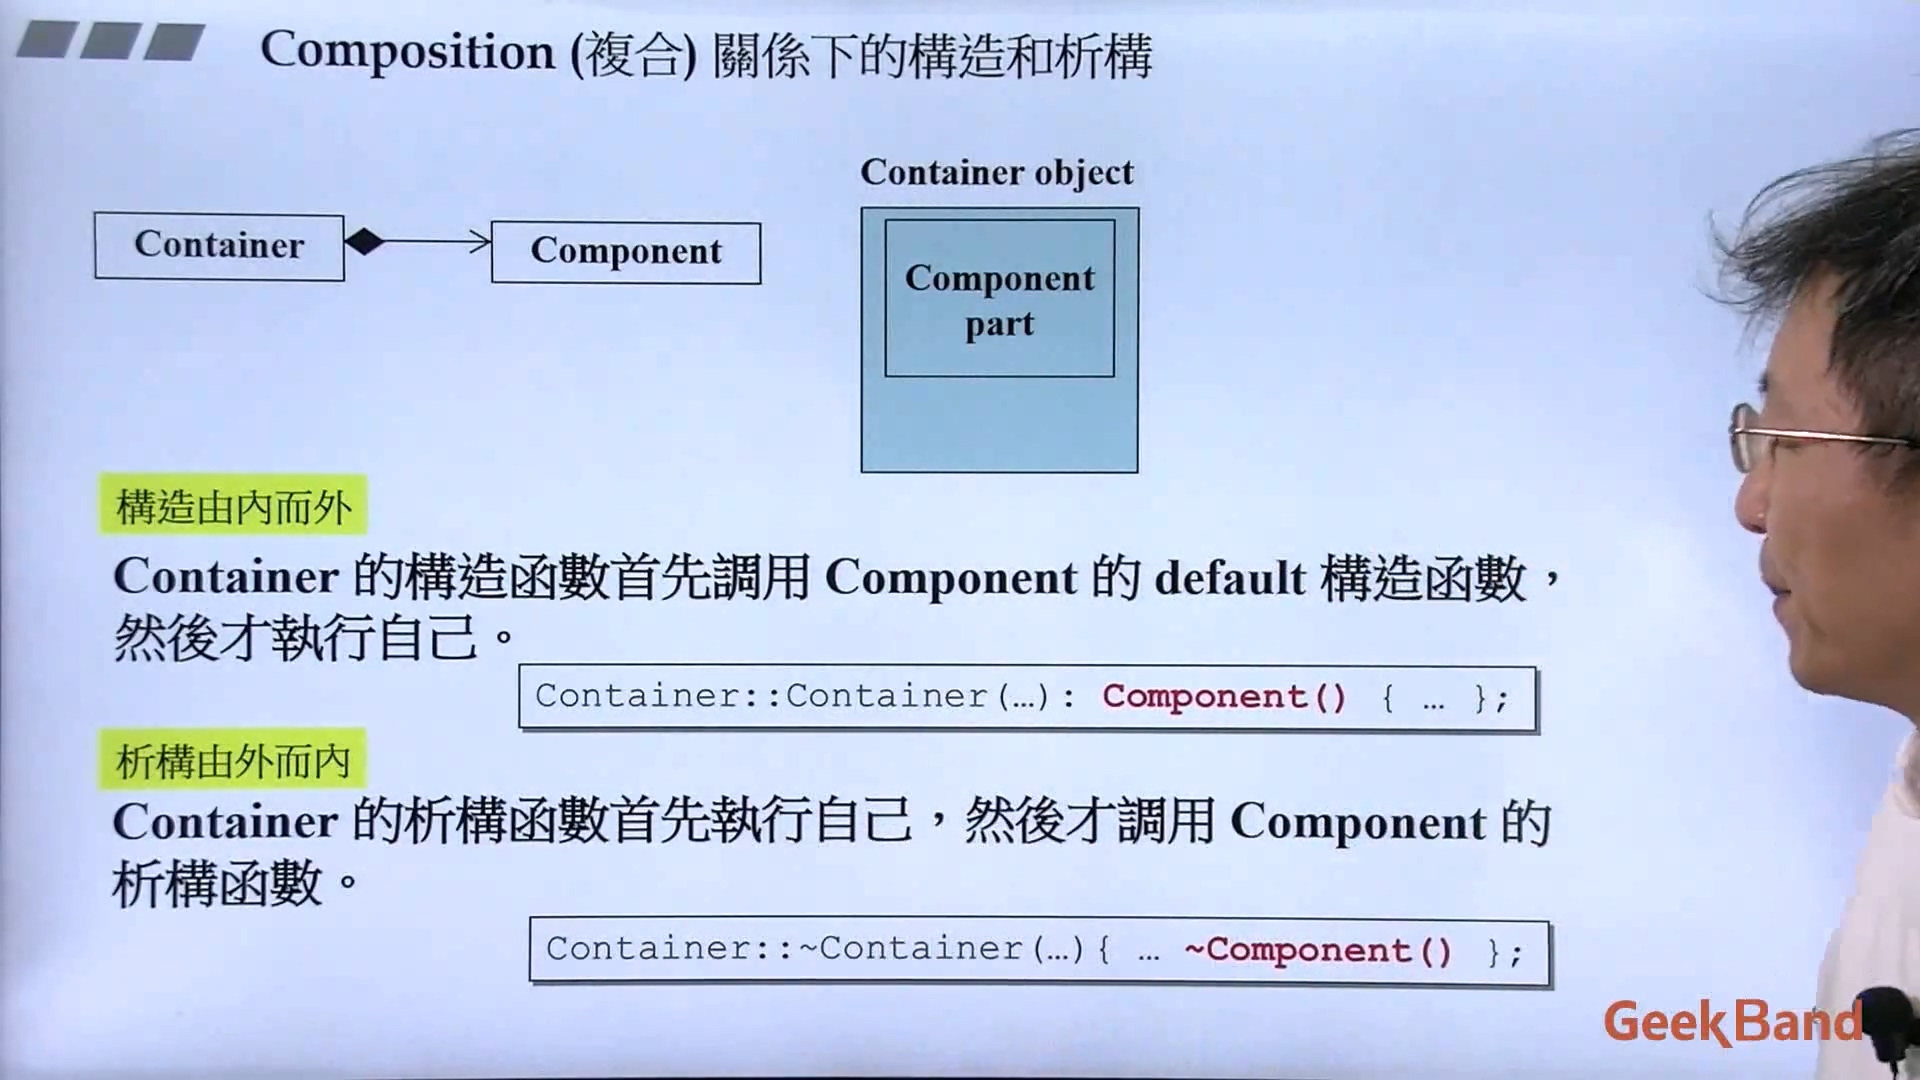 Composition (複合) 關係下的構造和析構
Container
Component
Container object
Component
part
構造由內而外
Container 的構造函數首先調用 Component 的 default 構造函數，
然後才執行自己。
Container::Container(…): Component() { … };
析構由外而內
Container 的析構函數首先執行自己，然後才調用 Component 的
析構函數。
Container::~Container(…){ … ~Component() };
GeekBand